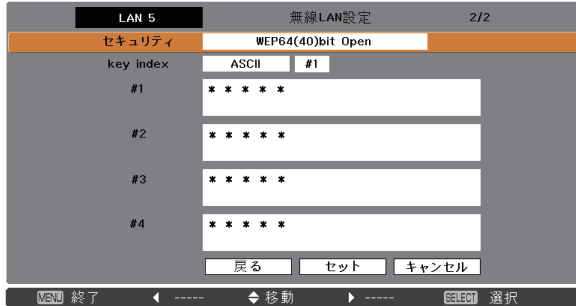 LAN 5 無線LAN設定 2/2
セキュリティ WEP64(40)bit Open
key index ASCII #1
#1 * * * * *
#2 * * * * *
#3 * * * * *
#4 * * * * *
戻る セット キャンセル
MENU 終了 ----- 移動 ----- SELECT 選択